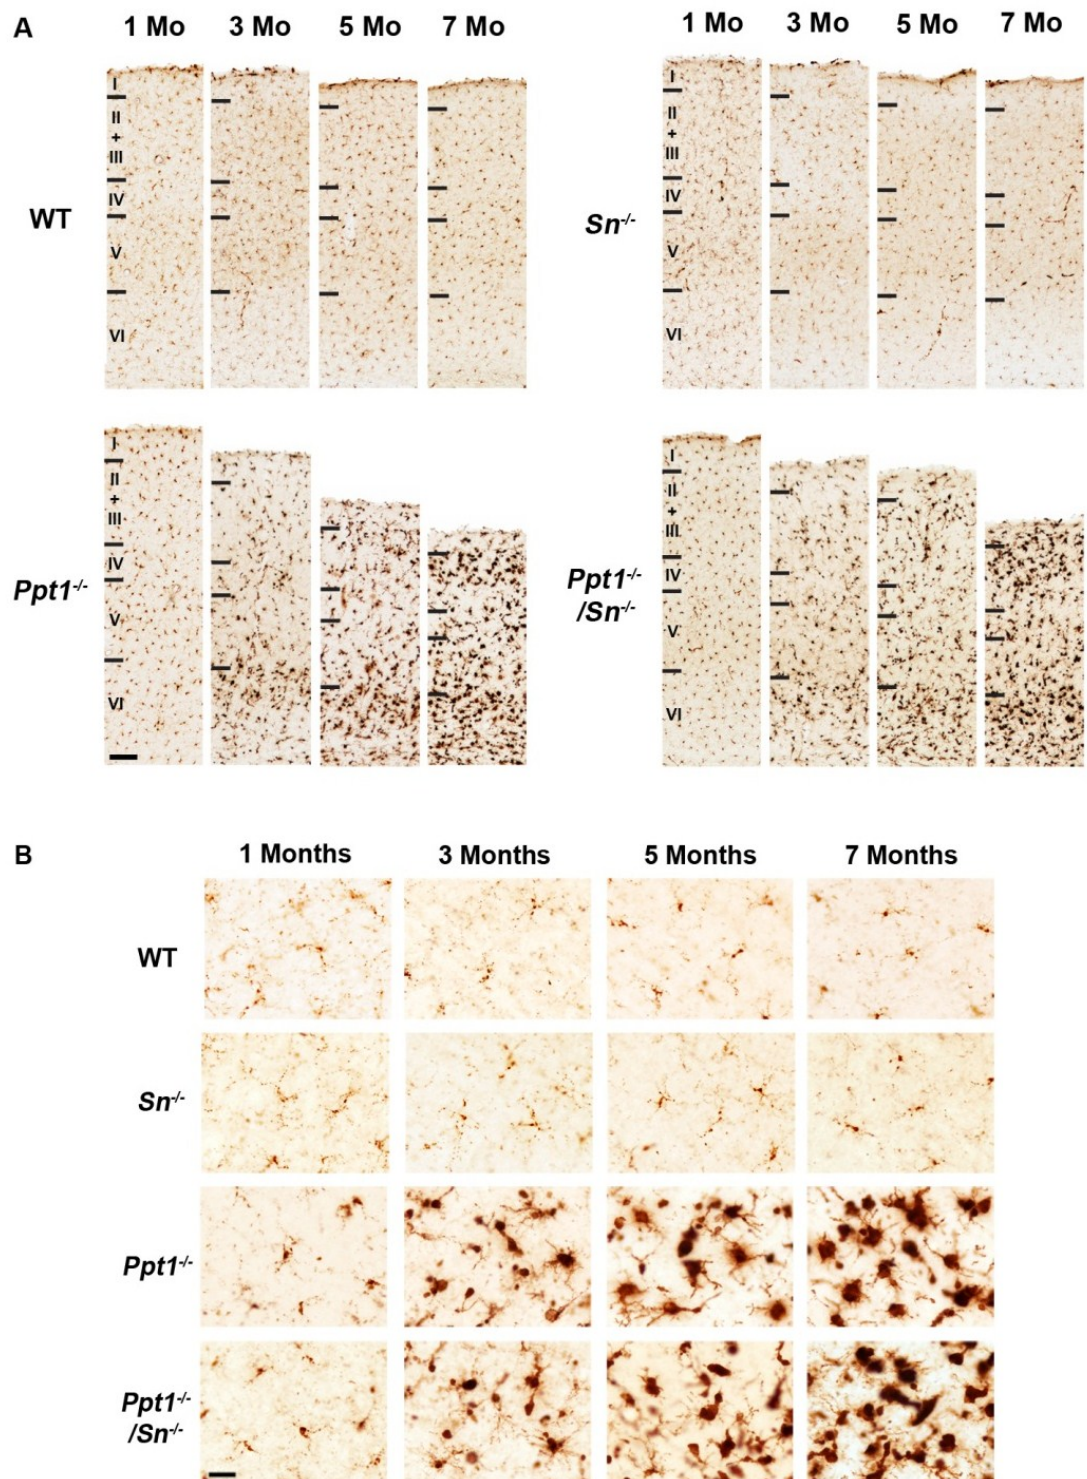 A
1 Mo 3 Mo 5 Mo 7 Mo
1 Mo 3 Mo 5 Mo 7 Mo
WT
I
II
+
III
IV
V
VI
Sn-/-
I
II
+
III
IV
V
VI
Ppt1-/-
I
II
+
III
IV
V
VI
Ppt1-/-
/Sn-/-
I
II
+
III
IV
V
VI
B
1 Months 3 Months 5 Months 7 Months
WT
Sn-/-
Ppt1-/-
Ppt1-/-
/Sn-/-